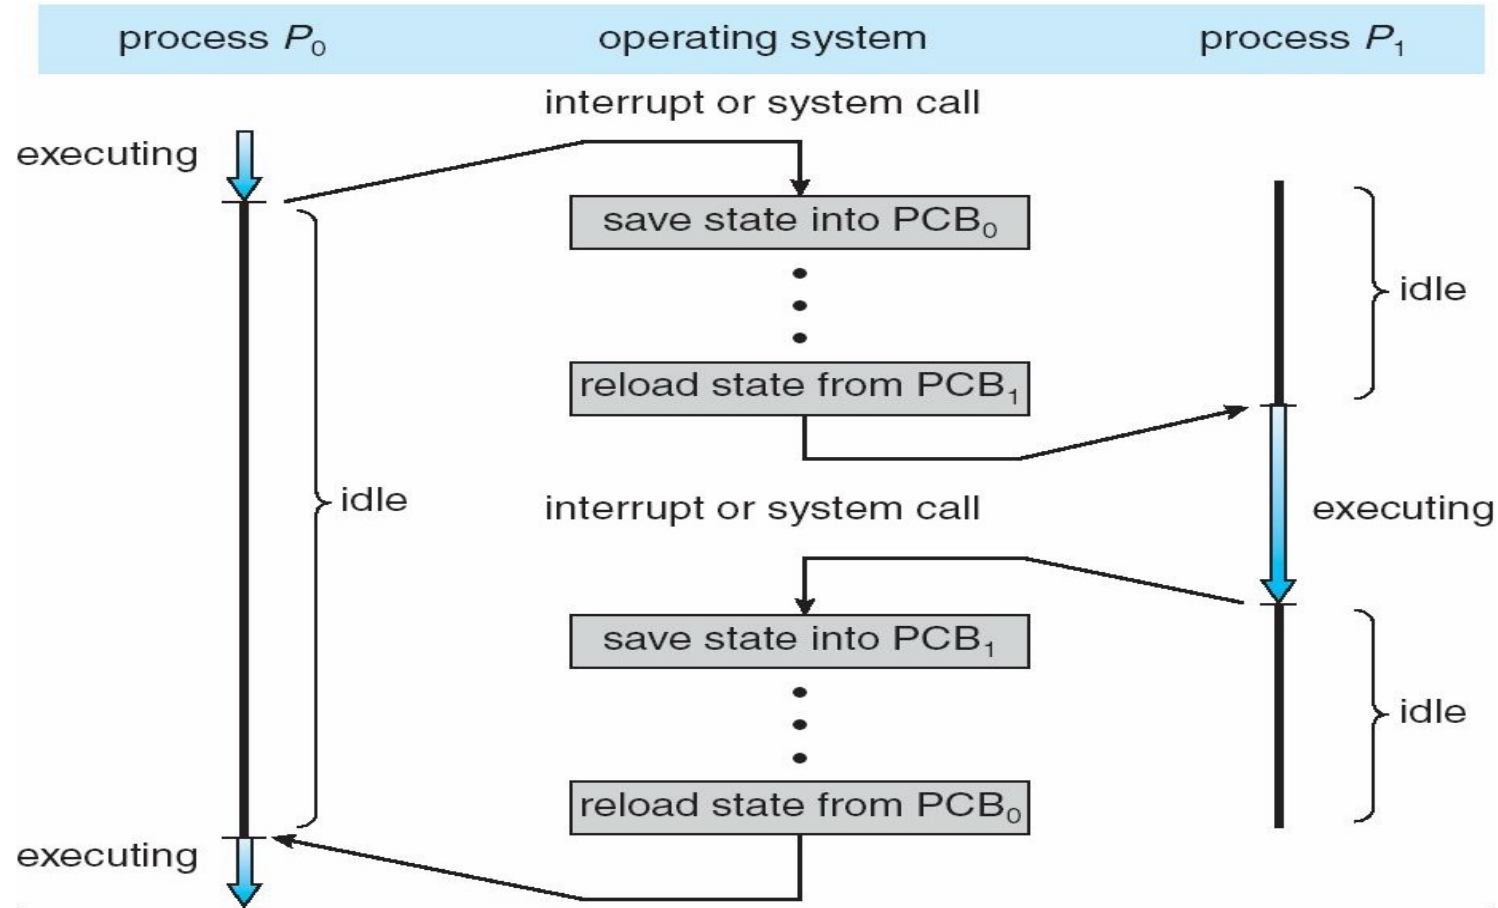 process P₀
operating system
process P₁
interrupt or system call
executing
save state into PCB₀
idle
reload state from PCB₁
idle
interrupt or system call
executing
save state into PCB₁
idle
reload state from PCB₀
executing